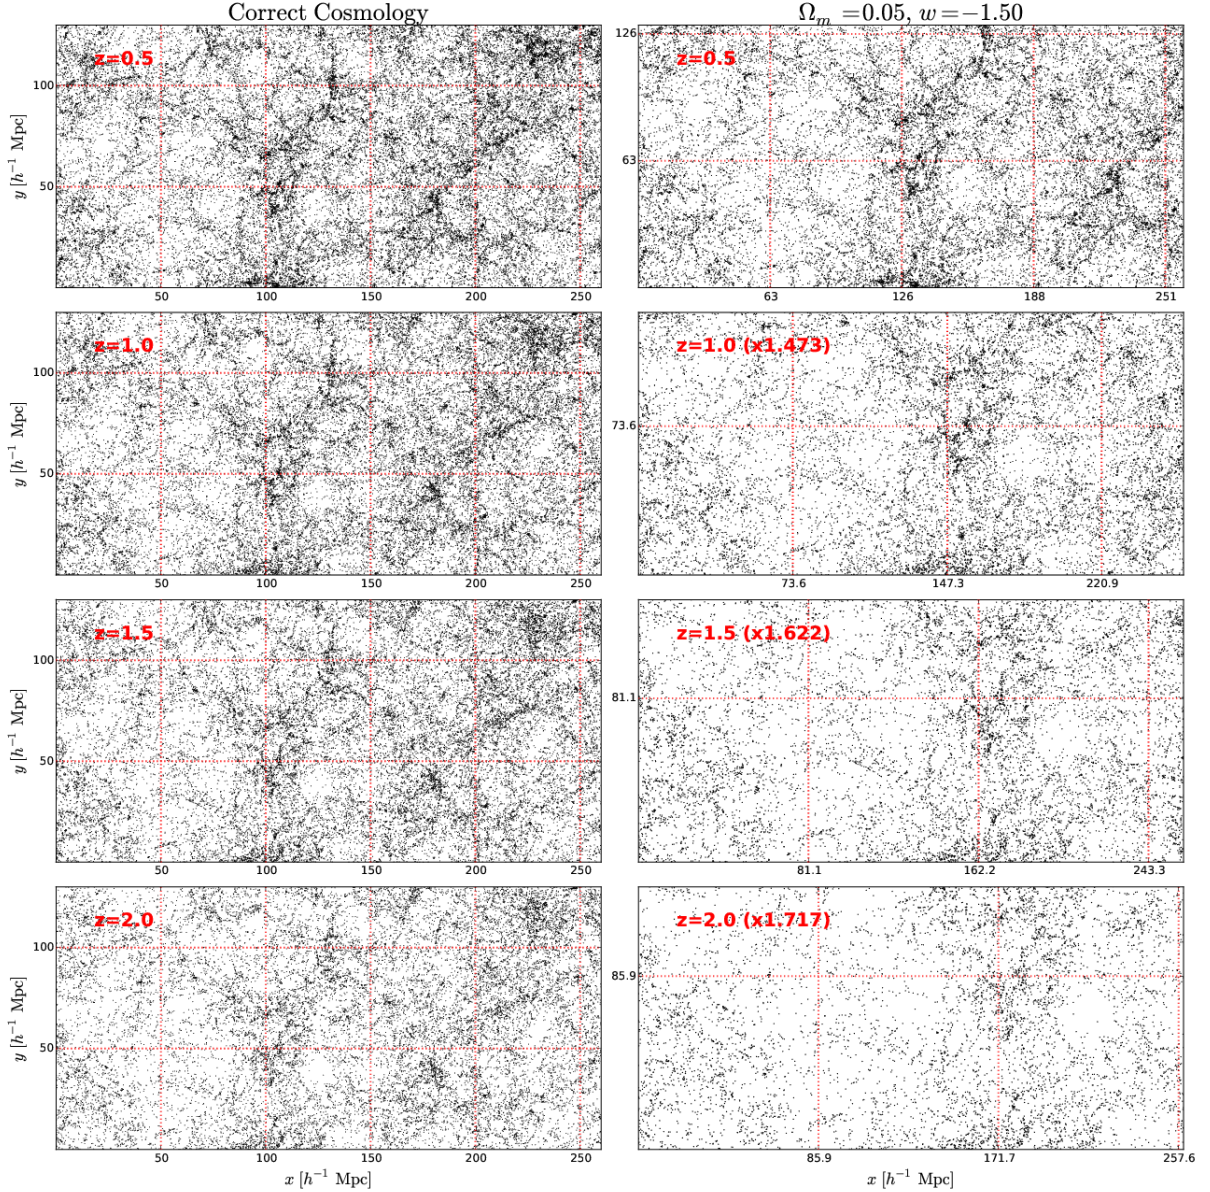 Correct Cosmology
Ωm =0.05, w=−1.50
z=0.5
100
50
y [h−1 Mpc]
50 100 150 200 250
z=0.5
126
63
63 126 188 251
z=1.0
100
50
y [h−1 Mpc]
50 100 150 200 250
z=1.0 (x1.473)
73.6
73.6 147.3 220.9
z=1.5
100
50
y [h−1 Mpc]
50 100 150 200 250
z=1.5 (x1.622)
81.1
81.1 162.2 243.3
z=2.0
100
50
y [h−1 Mpc]
50 100 150 200 250
x [h−1 Mpc]
z=2.0 (x1.717)
85.9
85.9 171.7 257.6
x [h−1 Mpc]